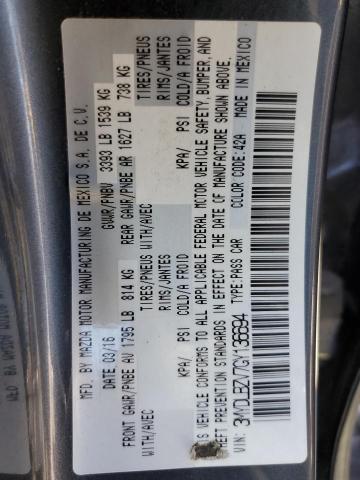 MFD. BY MAZDA MOTOR MANUFACTURING DE MEXICO S.A. DE C.V.
DATE 03/16 GVWR/PNBV 3393 LB 1539 KG
FRONT GAWR/PNBE AV 1795 LB 814 KG REAR GAWR/PNBE AR 1627 LB 738 KG
WITH/AVEC TIRES/PNEUS WITH/AVEC TIRES/PNEUS
RIMS/JANTES RIMS/JANTES
KPA/ PSI COLD/A FROID KPA/ PSI COLD/A FROID
THIS VEHICLE CONFORMS TO ALL APPLICABLE FEDERAL MOTOR VEHICLE SAFETY, BUMPER, AND
THEFT PREVENTION STANDARDS IN EFFECT ON THE DATE OF MANUFACTURE SHOWN ABOVE.
VIN: 3MYDLBZV7GY136694 TYPE: PASS CAR COLOR CODE: 42A MADE IN MEXICO